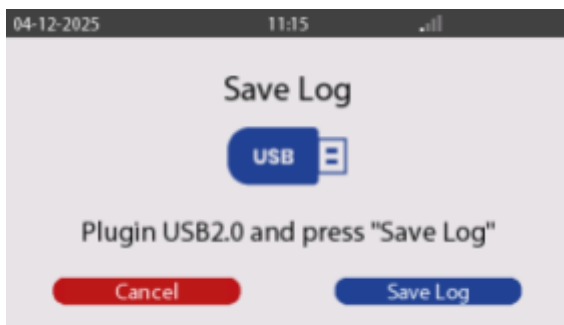 04-12-2025 11:15
Save Log
USB
Plugin USB2.0 and press "Save Log"
Cancel Save Log